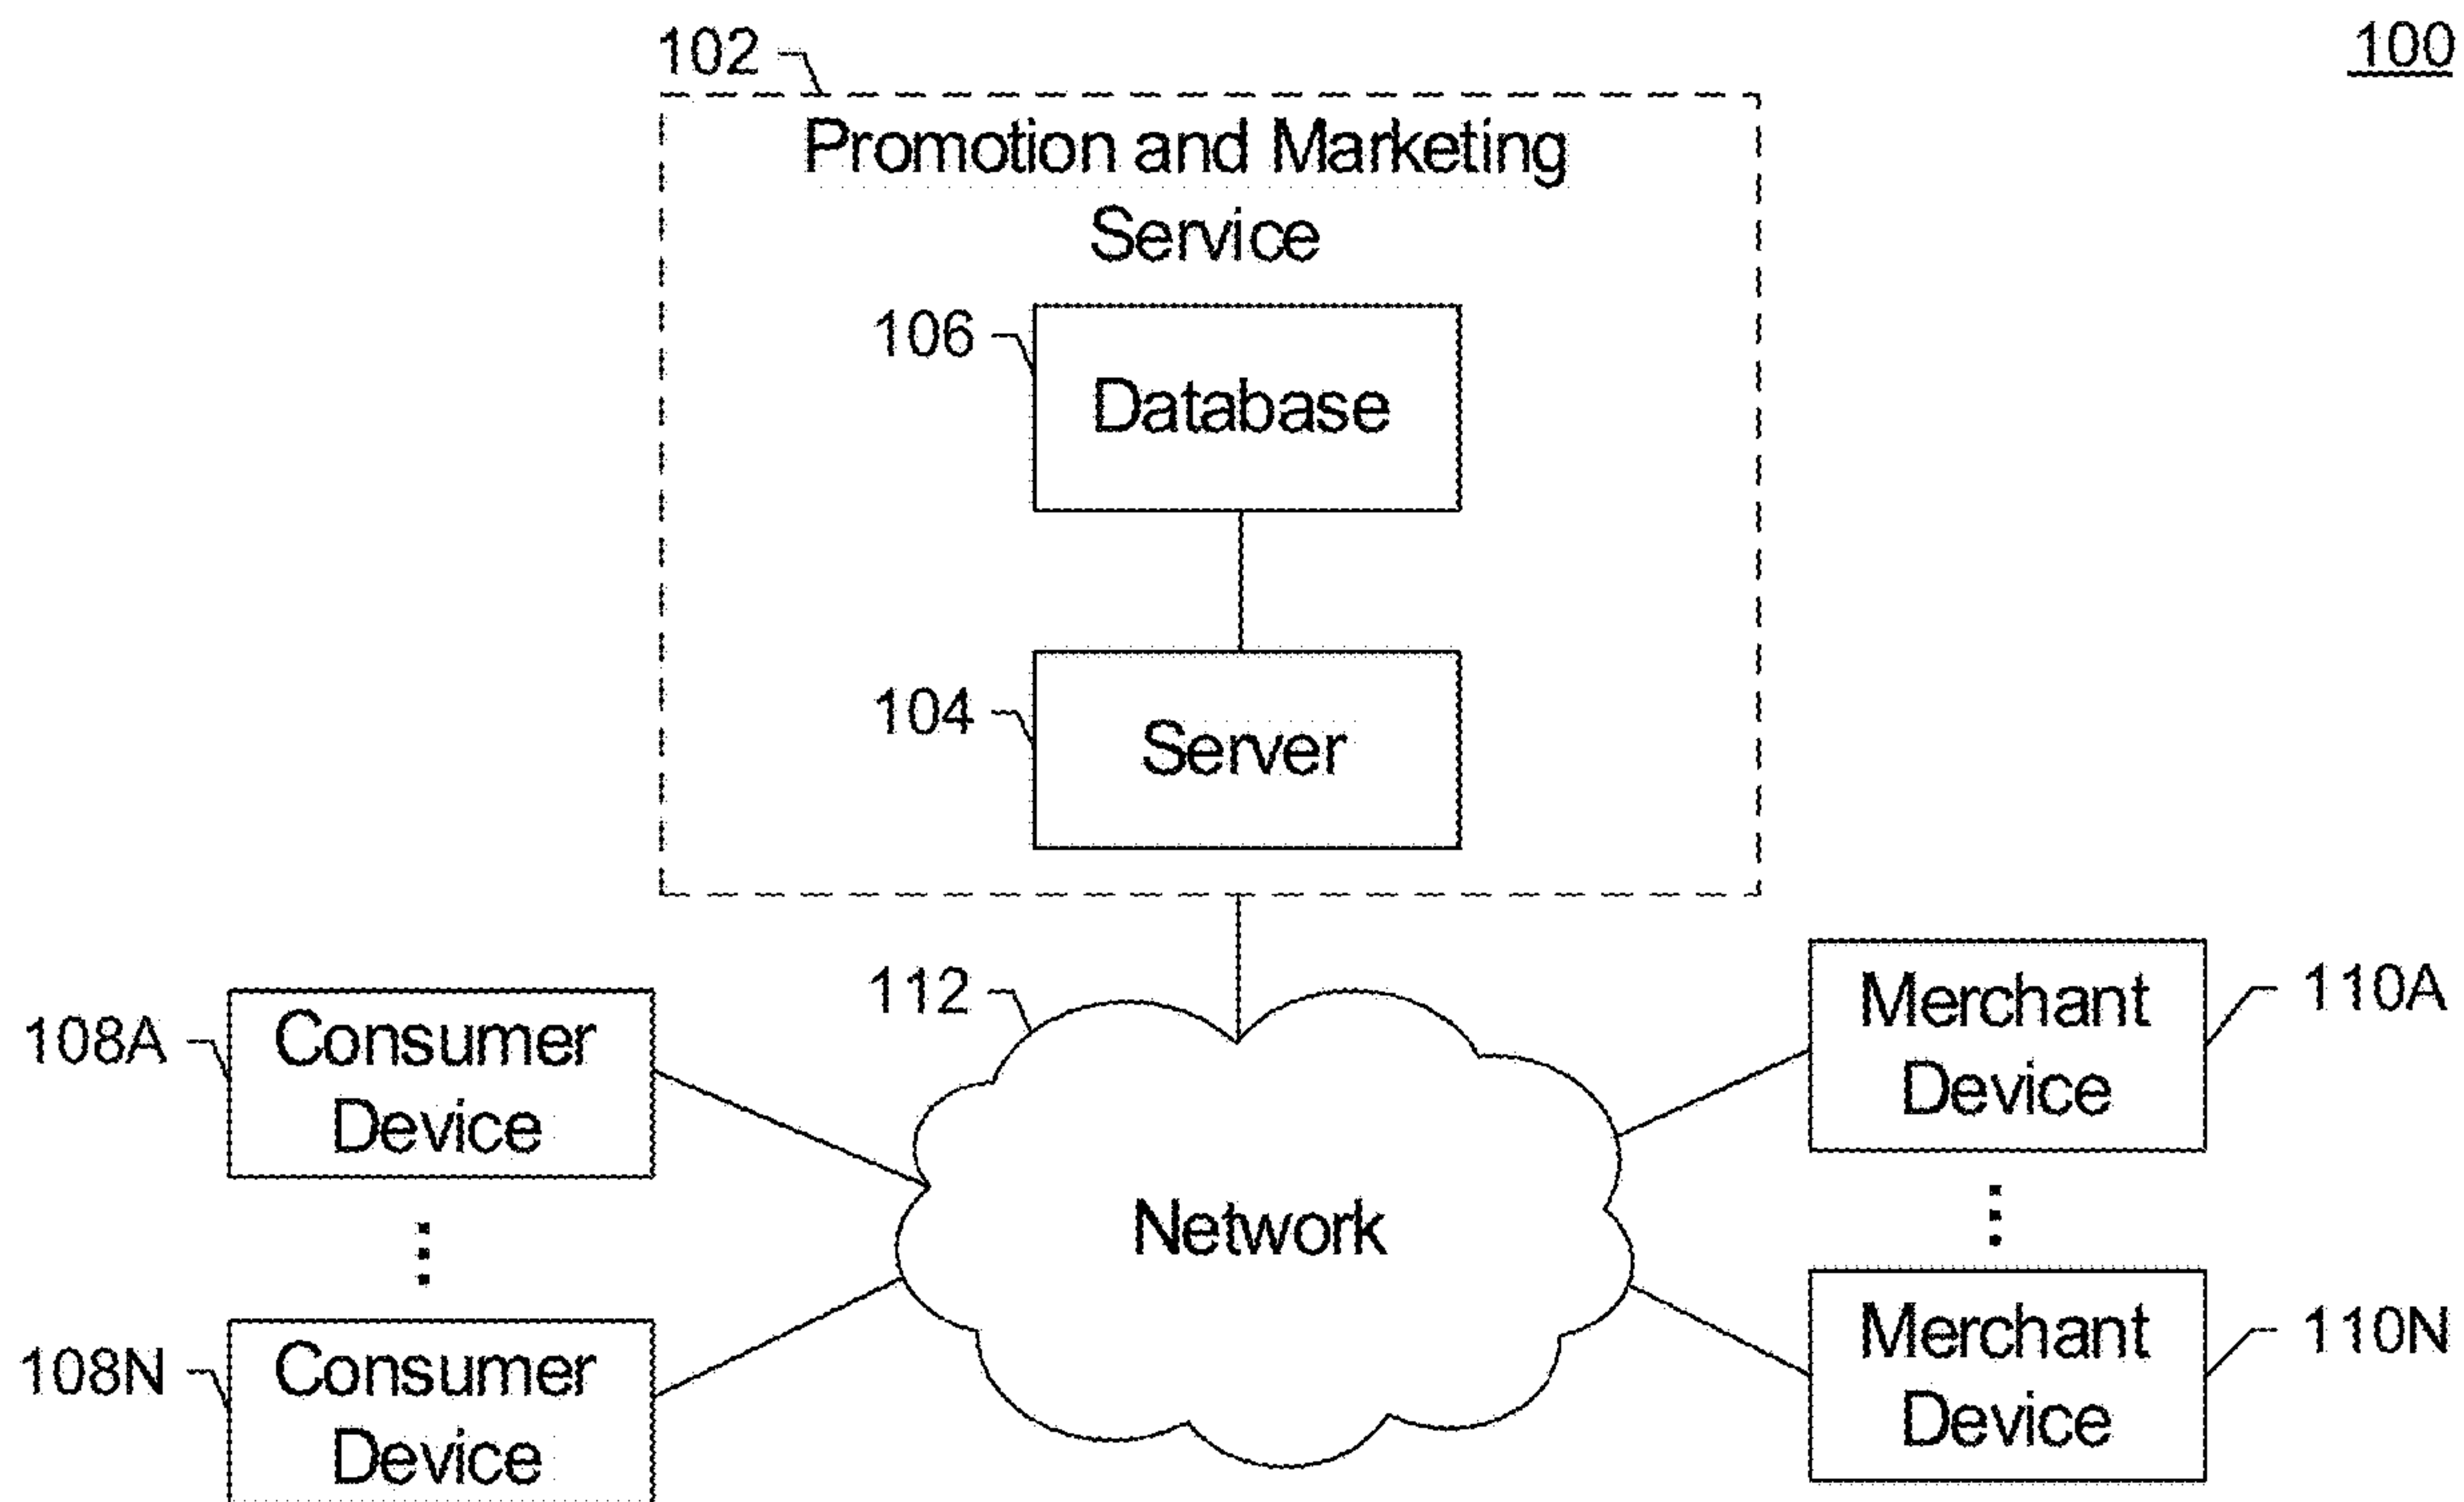 100
102
Promotion and Marketing
Service
106
Database
104
Server
112
108A
Consumer
Device
108N
Consumer
Device
Network
Merchant
Device
110A
Merchant
Device
110N